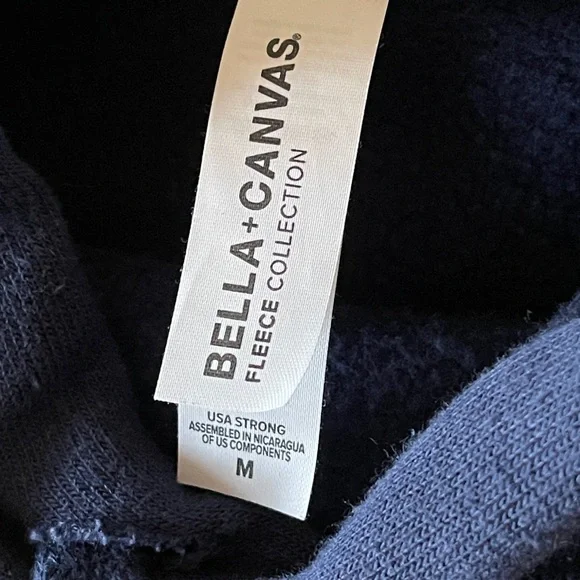 BELLA+CANVAS®
FLEECE COLLECTION
USA STRONG
ASSEMBLED IN NICARAGUA
OF US COMPONENTS
M